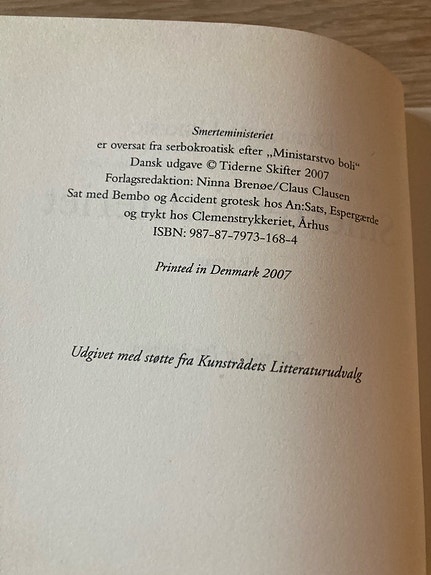 Smerteministeriet
er oversat fra serbokroatisk efter „Ministarstvo boli“
Dansk udgave © Tiderne Skifter 2007
Forlagsredaktion: Ninna Brenøe/Claus Clausen
Sat med Bembo og Accident grotesk hos An:Sats, Espergærde
og trykt hos Clemenstrykkeriet, Århus
ISBN: 987-87-7973-168-4
Printed in Denmark 2007
Udgivet med støtte fra Kunstrådets Litteraturudvalg